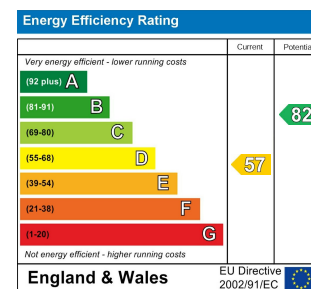 Energy Efficiency Rating
Current Potentia
Very energy efficient - lower running costs
(92 plus) A
(81-91) B
82
(69-80) C
(55-68) D
57
(39-54) E
(21-38) F
(1-20) G
Not energy efficient - higher running costs
England & Wales
EU Directive
2002/91/EC